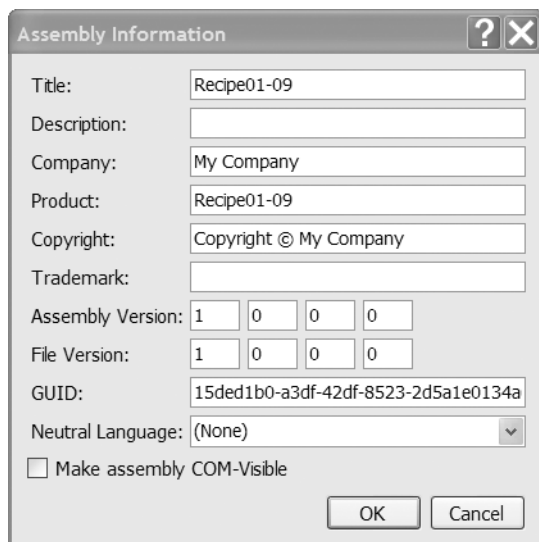 Assembly Information
Title: Recipe01-09
Description:
Company: My Company
Product: Recipe01-09
Copyright: Copyright © My Company
Trademark:
Assembly Version: 1 0 0 0
File Version: 1 0 0 0
GUID: 15ded1b0-a3df-42df-8523-2d5a1e0134a
Neutral Language: (None)
Make assembly COM-Visible
OK Cancel